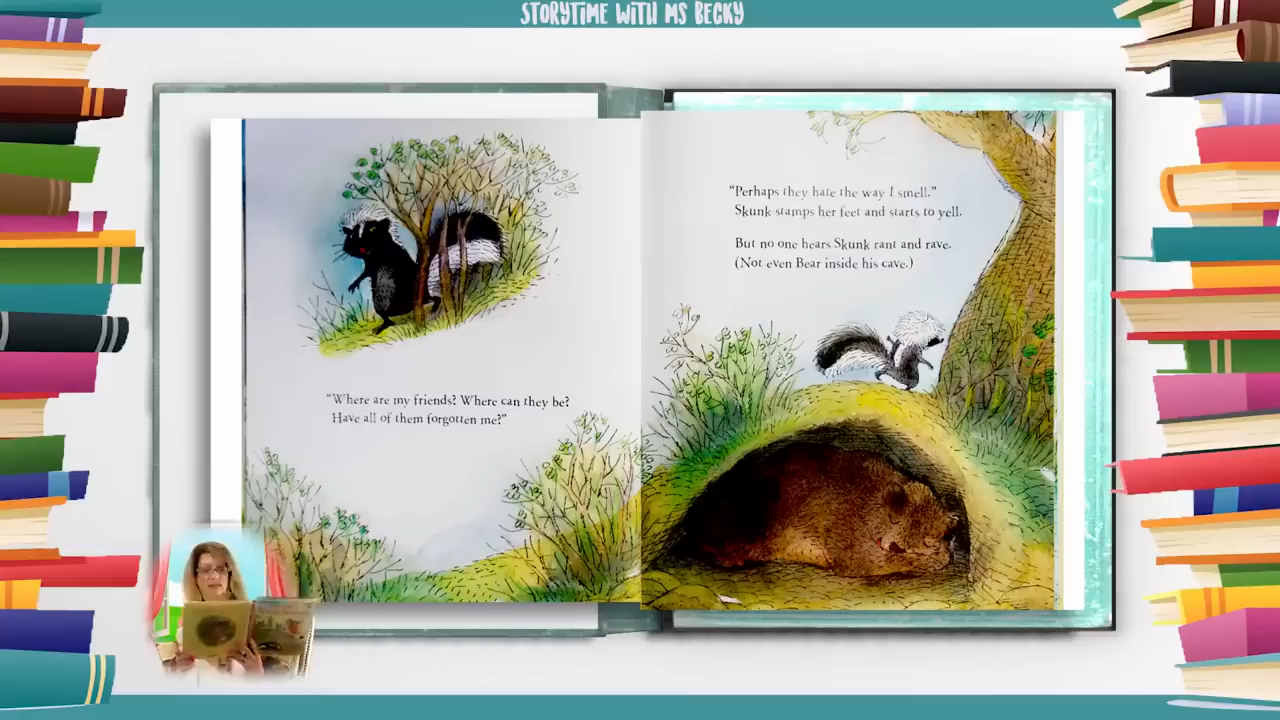 STORYTIME WITH MS BECKY
"Where are my friends? Where can they be?
Have all of them forgotten me?"
"Perhaps they hate the way I smell."
Skunk stamps her feet and starts to yell.
But no one hears Skunk rant and rave.
(Not even Bear inside his cave.)